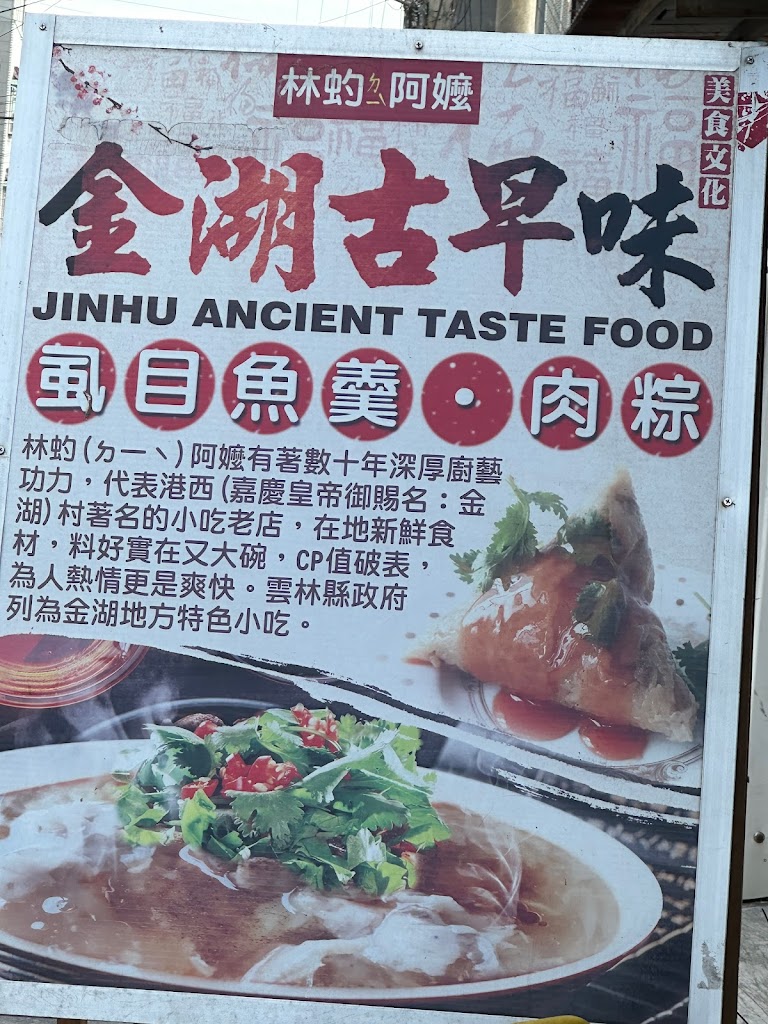 林虳ㄉㄧˋ阿嬤
美食文化
金湖古早味
JINHU ANCIENT TASTE FOOD
虱目魚羹·肉粽
林虳(ㄉㄧˋ)阿嬤有著數十年深厚廚藝
功力，代表港西(嘉慶皇帝御賜名：金
湖)村著名的小吃老店，在地新鮮食
材，料好實在又大碗，CP值破表，
為人熱情更是爽快。雲林縣政府
列為金湖地方特色小吃。